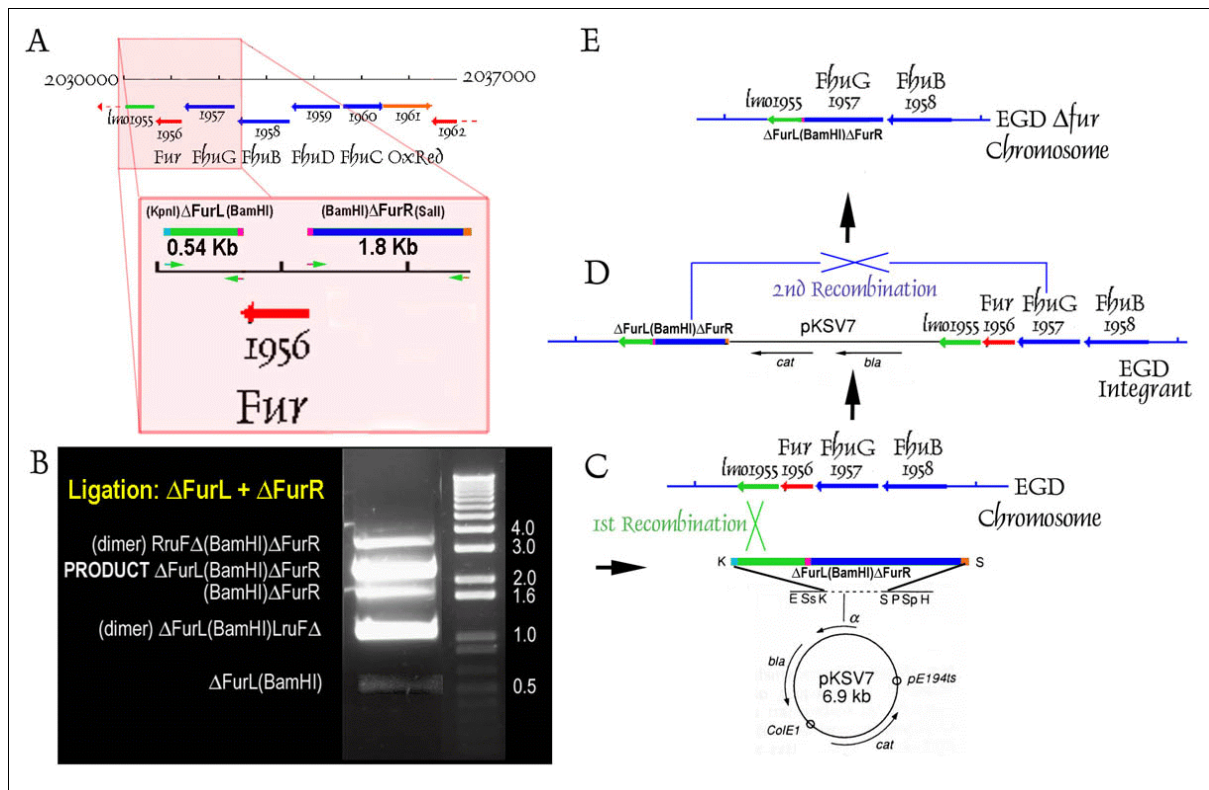 A
2030000
2037000
lmo1955
1956
1957
1958
1959
1960
1961
1962
Fur
FhuG
FhuB
FhuD
FhuC
OxRed
(KpnI)ΔFurL(BamHI)
0.54 Kb
(BamHI)ΔFurR(SalI)
1.8 Kb
1956
Fur
B
Ligation: ΔFurL + ΔFurR
(dimer) RruFΔ(BamHI)ΔFurR
PRODUCT ΔFurL(BamHI)ΔFurR
(BamHI)ΔFurR
(dimer) ΔFurL(BamHI)LruFΔ
ΔFurL(BamHI)
4.0
3.0
2.0
1.6
1.0
0.5
E
lmo1955
FhuG
1957
FhuB
1958
ΔFurL(BamHI)ΔFurR
EGD Δfur
Chromosome
D
2nd Recombination
ΔFurL(BamHI)ΔFurR
pKSV7
cat
bla
lmo1955
Fur
1956
FhuG
1957
FhuB
1958
EGD
Integrant
C
lmo1955
Fur
1956
FhuG
1957
FhuB
1958
EGD
Chromosome
1st Recombination
K
ΔFurL(BamHI)ΔFurR
S
E Ss K
S P Sp H
α
bla
pKSV7
6.9 kb
pE194ts
ColE1
cat